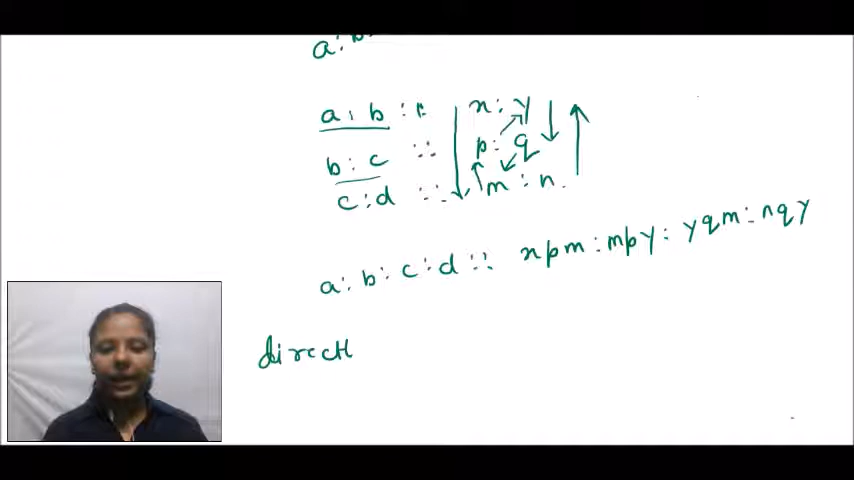 a : b
a : b :: x : y
b : c :: p : q
c : d :: m : n
a : b : c : d :: xpm : mpy : yqm : nqy
direct